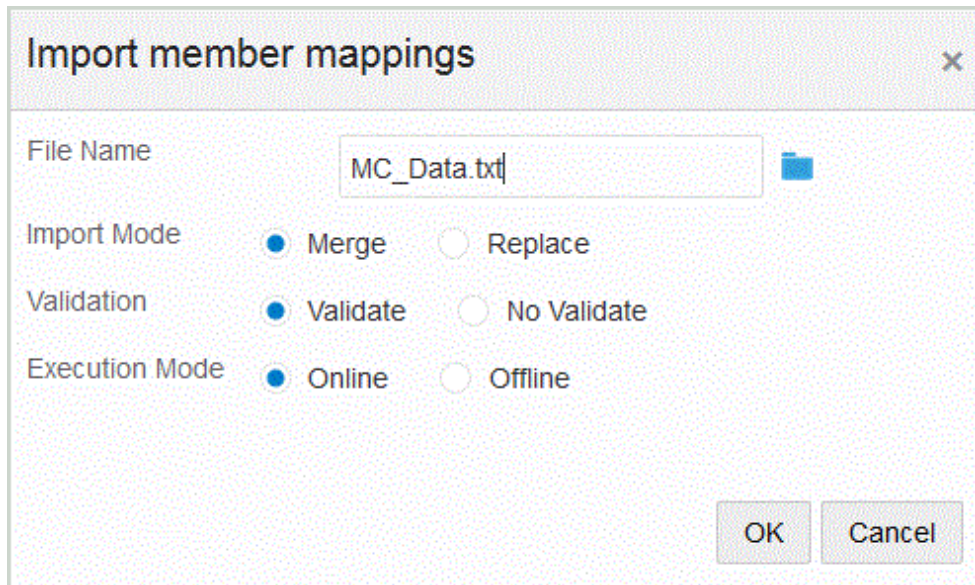 Import member mappings ×
File Name MC_Data.txt
Import Mode Merge Replace
Validation Validate No Validate
Execution Mode Online Offline
OK Cancel